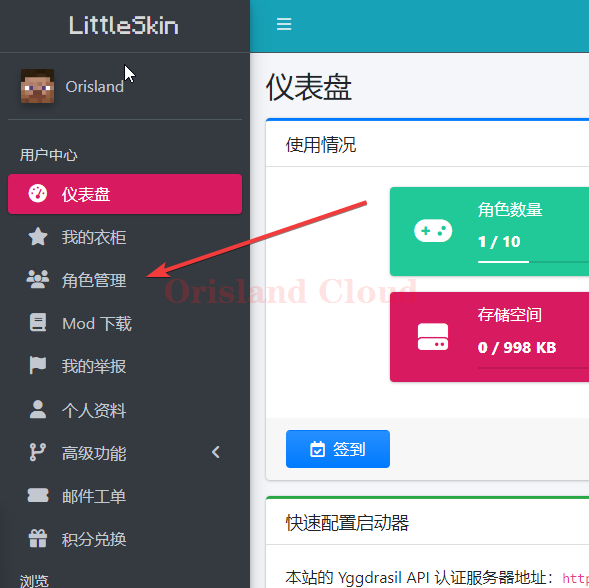 LittleSkin
Orisland
用户中心
仪表盘
我的衣柜
角色管理
Mod 下载
我的举报
个人资料
高级功能
邮件工单
积分兑换
浏览
仪表盘
使用情况
角色数量
1 / 10
存储空间
0 / 998 KB
签到
快速配置启动器
本站的 Yggdrasil API 认证服务器地址：http
Orisland Cloud